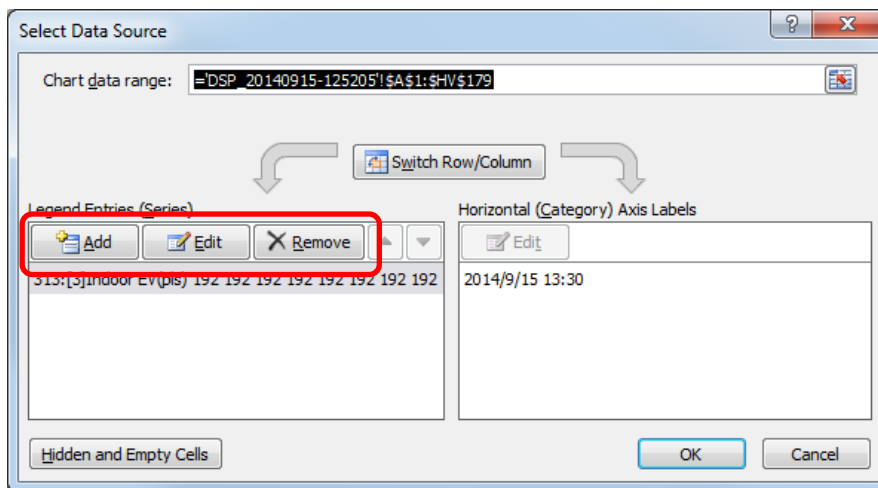 Select Data Source
Chart data range: ='DSP_20140915-125205'!$A$1:$HV$179
Switch Row/Column
Legend Entries (Series)
Horizontal (Category) Axis Labels
Add Edit Remove
Edit
313:[3]Indoor EV(pls) 192 192 192 192 192 192 192 192
2014/9/15 13:30
Hidden and Empty Cells
OK
Cancel